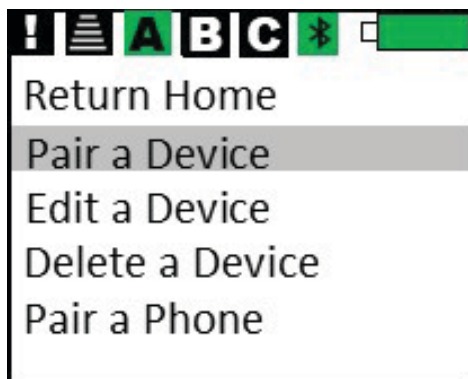 ! A B C
Return Home
Pair a Device
Edit a Device
Delete a Device
Pair a Phone